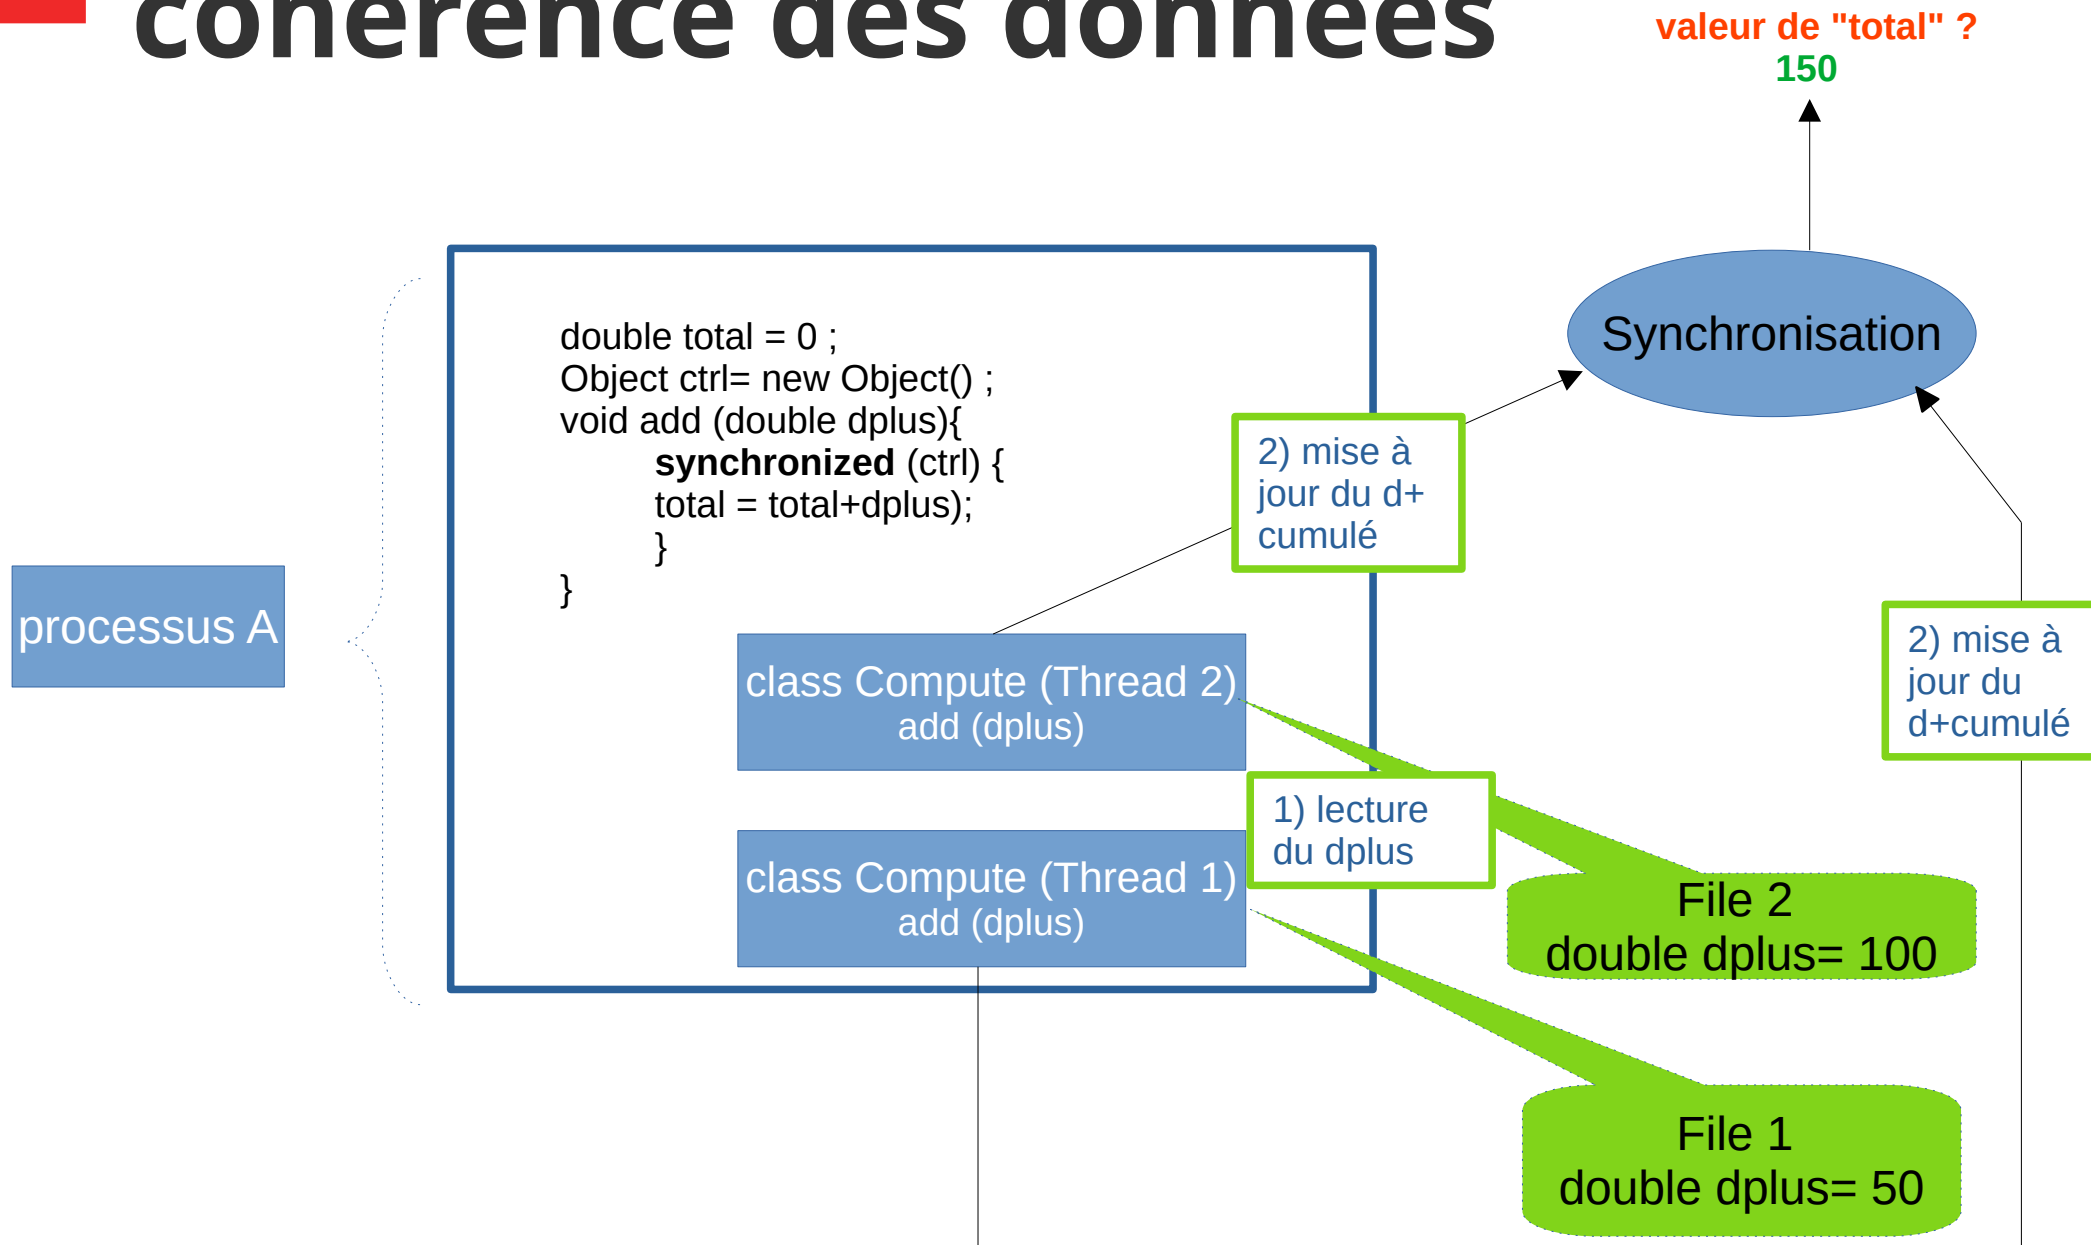 cohérence des données
valeur de "total" ?
150
Synchronisation
double total = 0 ;
Object ctrl= new Object() ;
void add (double dplus){
synchronized (ctrl) {
total = total+dplus);
}
}
2) mise à
jour du d+
cumulé
processus A
2) mise à
jour du
d+cumulé
class Compute (Thread 2)
add (dplus)
1) lecture
du dplus
class Compute (Thread 1)
add (dplus)
File 2
double dplus= 100
File 1
double dplus= 50